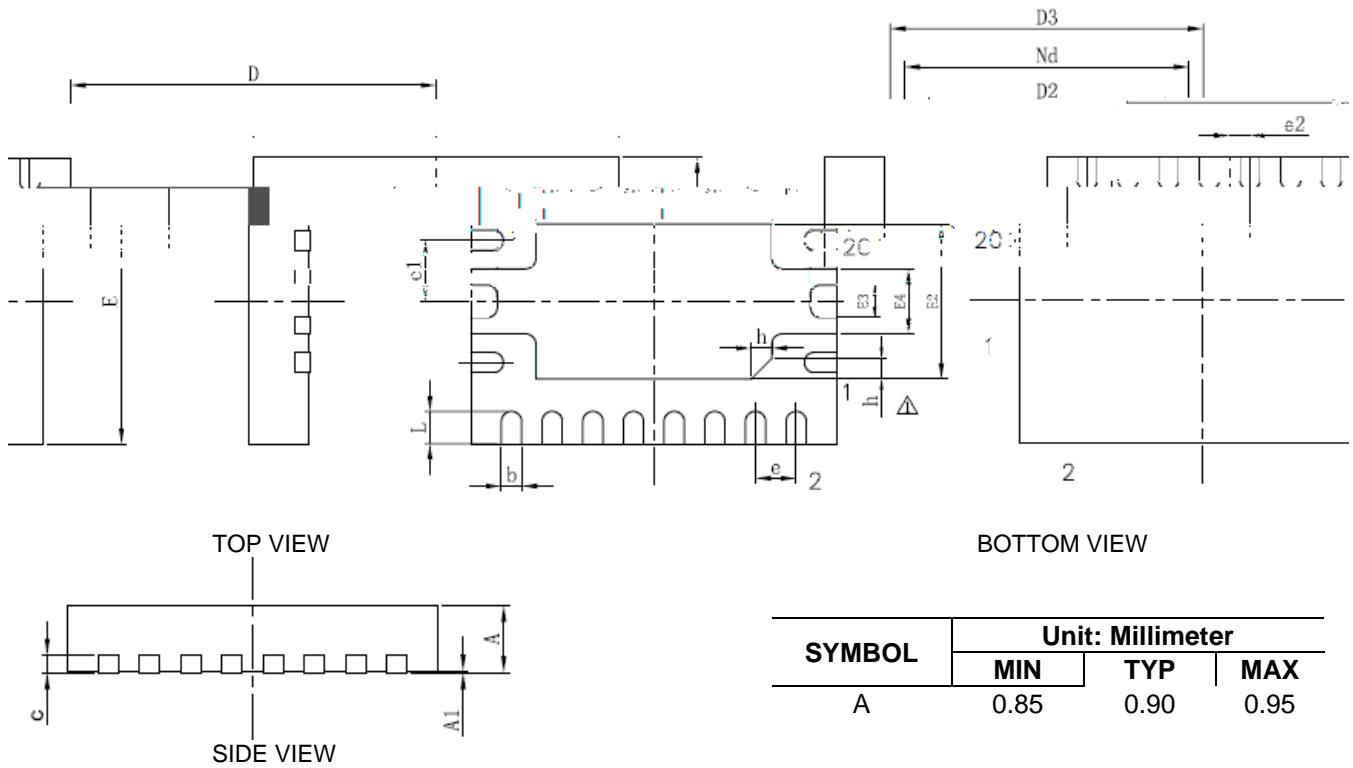 D3
Nd
D
D2
e2
2C
20
e1
E
E3
E4
E2
h
1
1
h
L
b
e
2
2
TOP VIEW
BOTTOM VIEW
A
c
A1
SIDE VIEW
SYMBOL
Unit: Millimeter
MIN TYP MAX
A 0.85 0.90 0.95